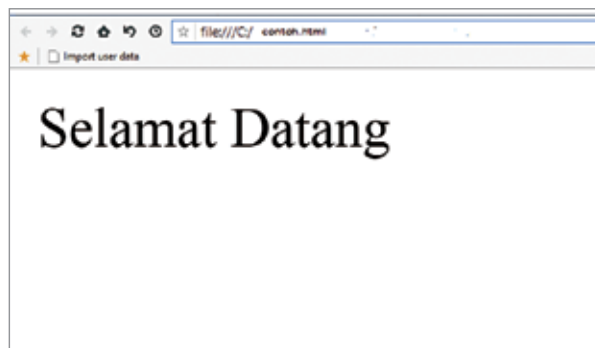 file:///C:/ contoh.html
Import user data
Selamat Datang